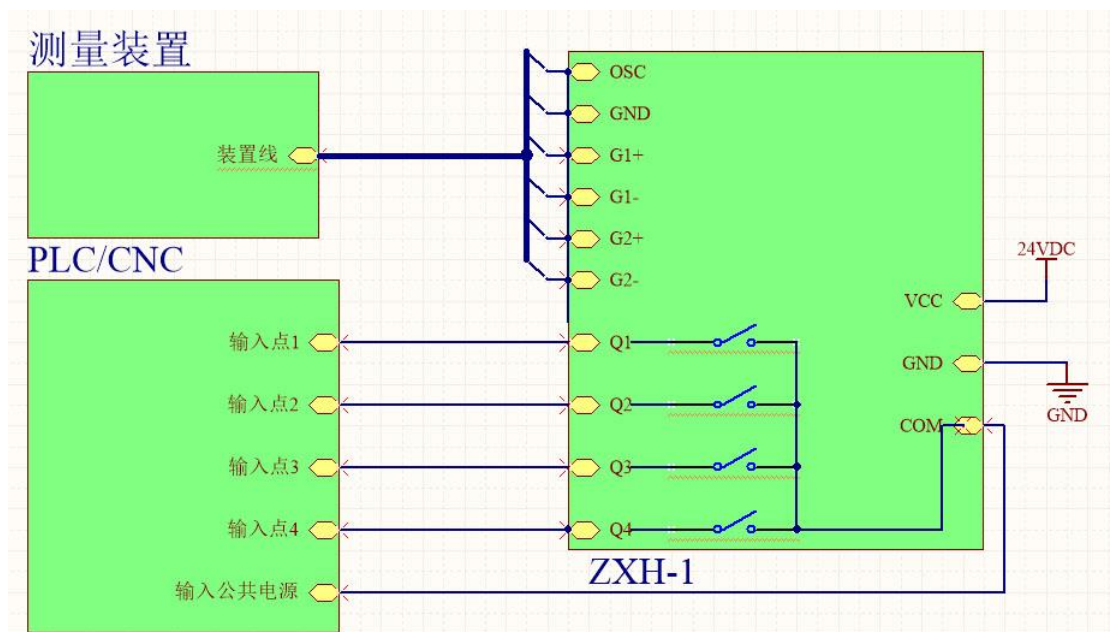 测量装置
装置线
PLC/CNC
输入点1
输入点2
输入点3
输入点4
输入公共电源
OSC
GND
G1+
G1-
G2+
G2-
Q1
Q2
Q3
Q4
ZXH-1
24VDC
VCC
GND
GND
COM